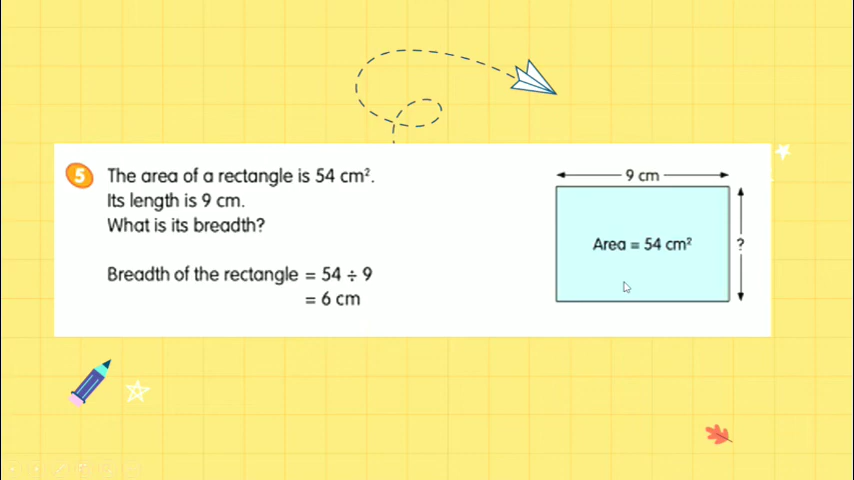 5 The area of a rectangle is 54 cm².
Its length is 9 cm.
What is its breadth?
Breadth of the rectangle = 54 ÷ 9
= 6 cm
9 cm
Area = 54 cm²
?